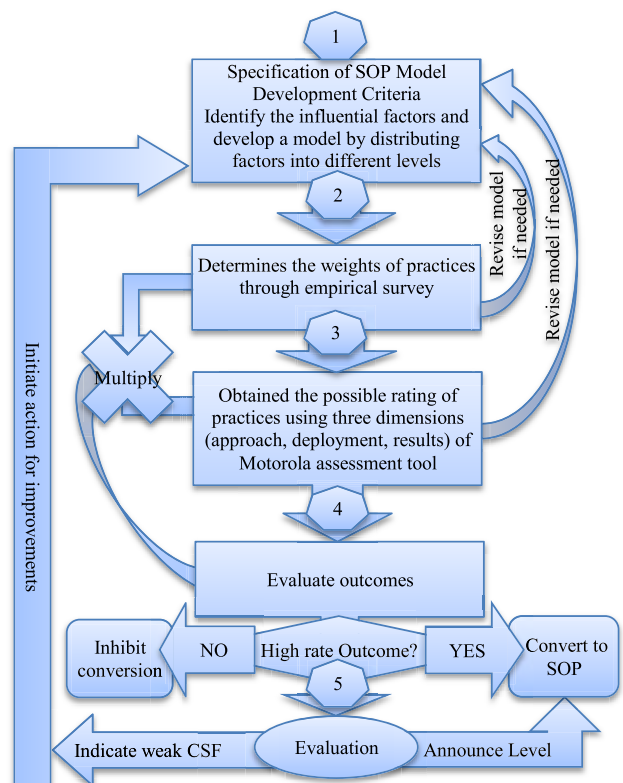 1
Specification of SOP Model
Development Criteria
Identify the influential factors and
develop a model by distributing
factors into different levels
2
Revise model
if needed
Revise model if needed
Determines the weights of practices
through empirical survey
3
Multiply
Obtained the possible rating of
practices using three dimensions
(approach, deployment, results) of
Motorola assessment tool
4
Initiate action for improvements
Evaluate outcomes
Inhibit
conversion
NO
High rate Outcome?
YES
Convert to
SOP
5
Indicate weak CSF
Evaluation
Announce Level